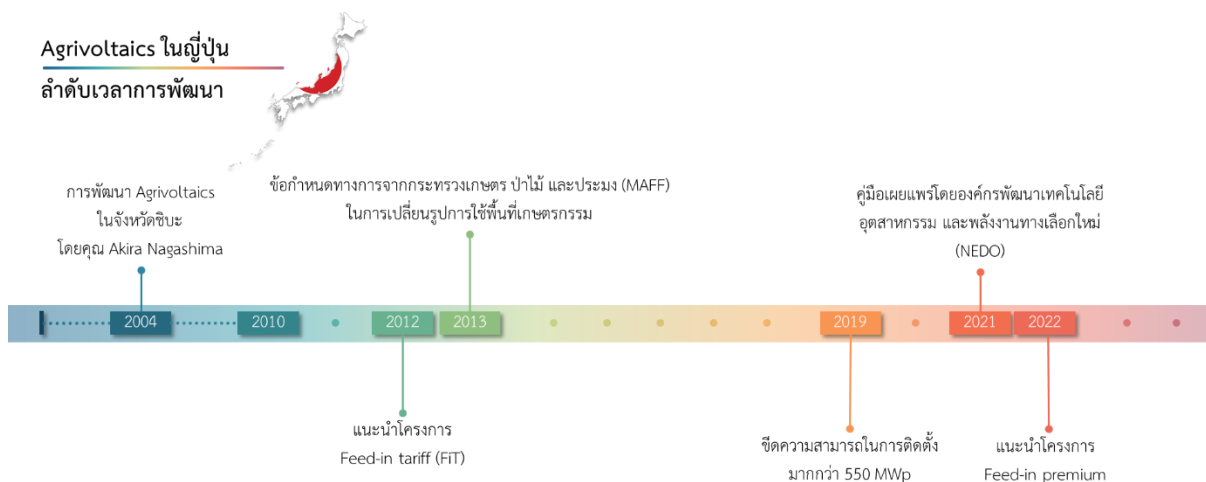 Agrivoltaics ในญี่ปุ่น
ลำดับเวลาการพัฒนา
การพัฒนา Agrivoltaics
ในจังหวัดชิบะ
โดยคุณ Akira Nagashima
ข้อกำหนดทางการจากกระทรวงเกษตร ป่าไม้ และประมง (MAFF)
ในการเปลี่ยนรูปการใช้พื้นที่เกษตรกรรม
คู่มือเผยแพร่โดยองค์กรพัฒนาเทคโนโลยี
อุตสาหกรรม และพลังงานทางเลือกใหม่
(NEDO)
2004
2010
2012
2013
2019
2021
2022
แนะนำโครงการ
Feed-in tariff (FiT)
ขีดความสามารถในการติดตั้ง
มากกว่า 550 MWp
แนะนำโครงการ
Feed-in premium